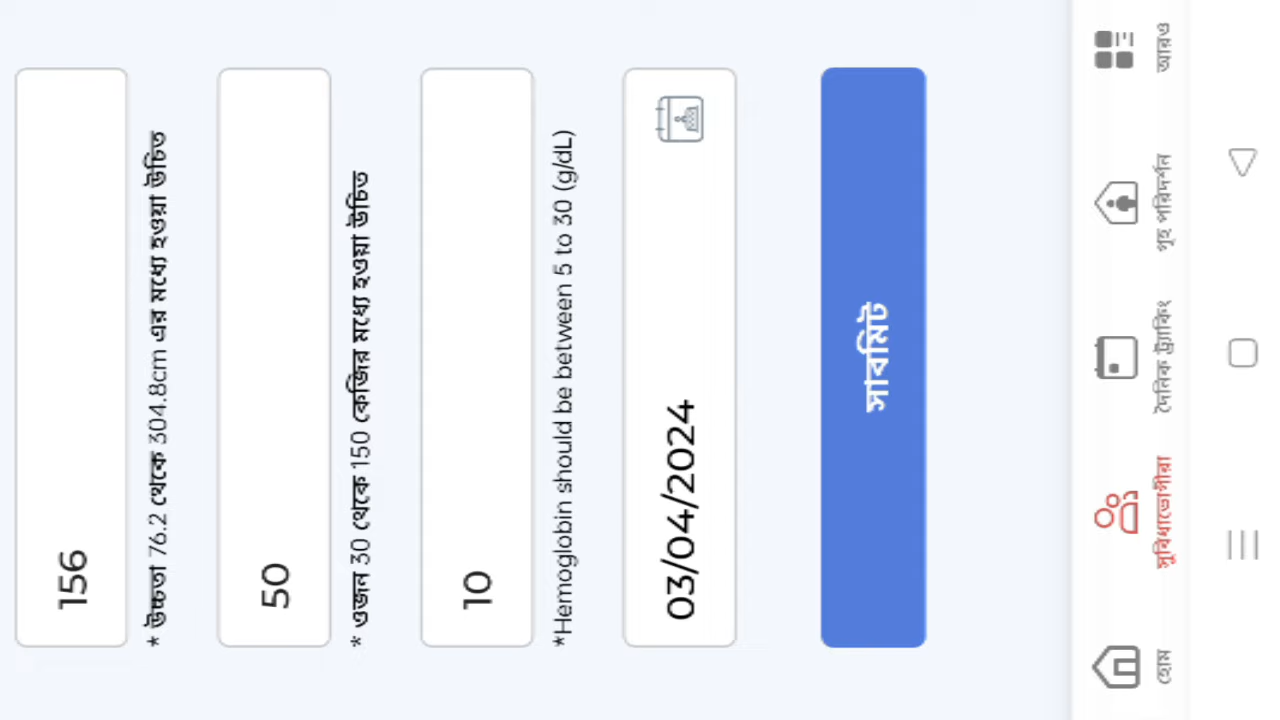 156
* উচ্চতা 76.2 থেকে 304.8cm এর মধ্যে হওয়া উচিত
50
* ওজন 30 থেকে 150 কেজির মধ্যে হওয়া উচিত
10
*Hemoglobin should be between 5 to 30 (g/dL)
03/04/2024
সাবমিট
হোম
সুবিধাভোগীরা
দৈনিক ট্র্যাকিং
গৃহ পরিদর্শন
আরও